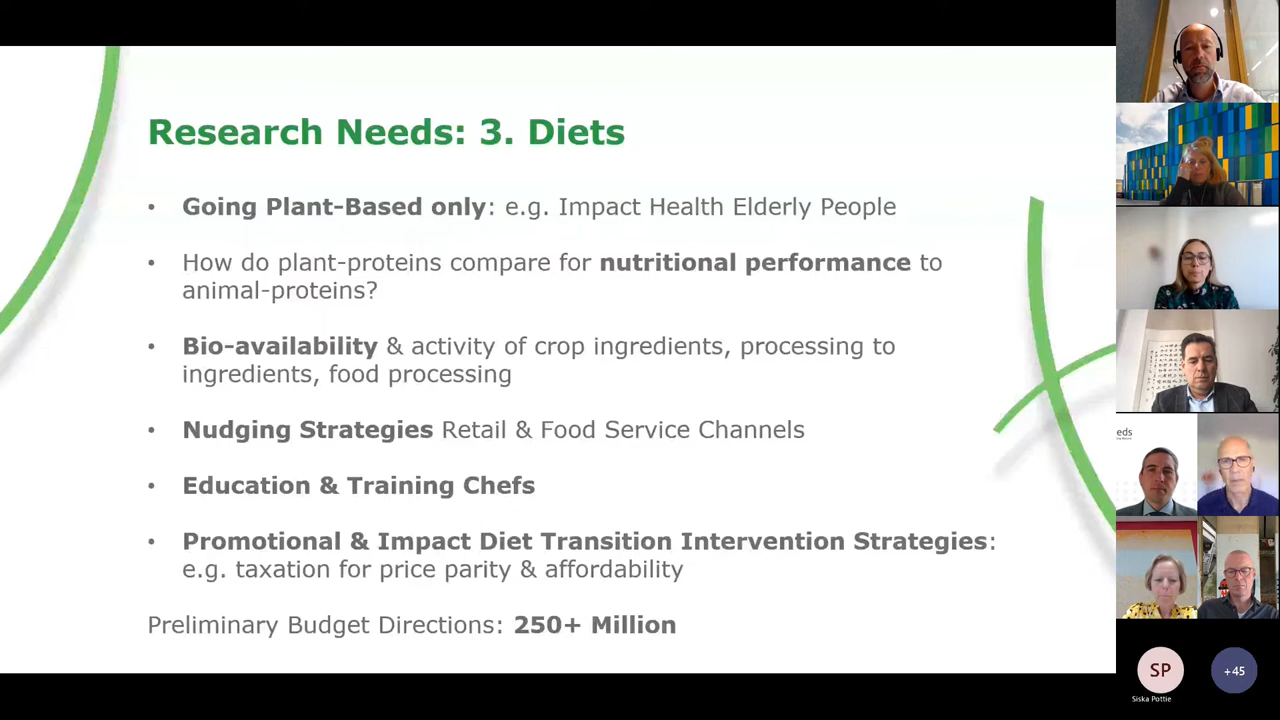 Research Needs: 3. Diets
• Going Plant-Based only: e.g. Impact Health Elderly People
• How do plant-proteins compare for nutritional performance to
animal-proteins?
• Bio-availability & activity of crop ingredients, processing to
ingredients, food processing
• Nudging Strategies Retail & Food Service Channels
• Education & Training Chefs
• Promotional & Impact Diet Transition Intervention Strategies:
e.g. taxation for price parity & affordability
Preliminary Budget Directions: 250+ Million
eds
SP
+45
Siska Pottie